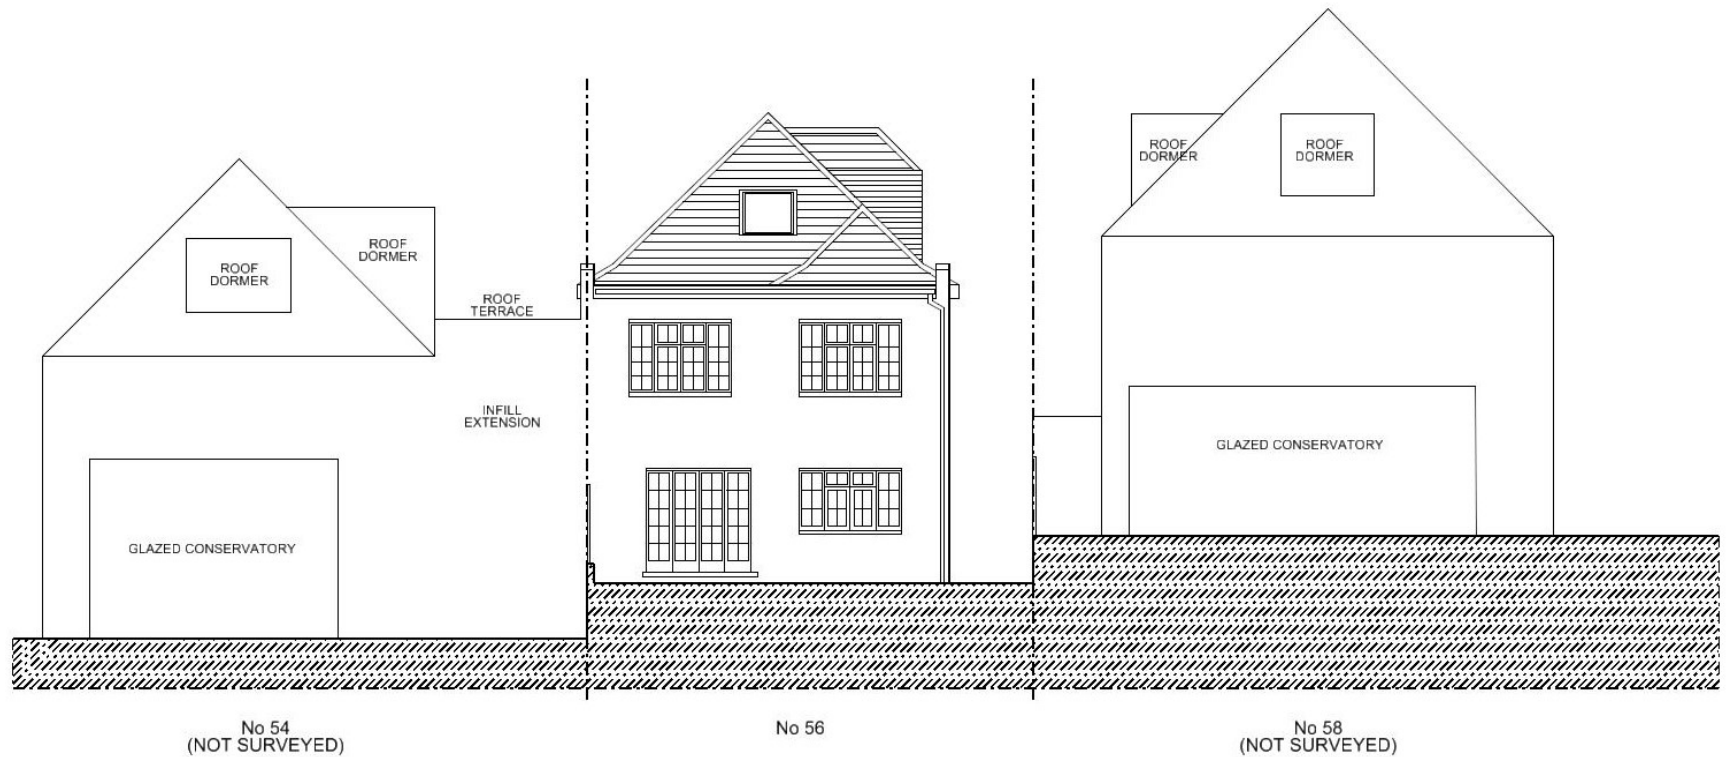 ROOF
DORMER
ROOF
DORMER
ROOF
TERRACE
INFILL
EXTENSION
GLAZED CONSERVATORY
ROOF
DORMER
ROOF
DORMER
GLAZED CONSERVATORY
No 54
(NOT SURVEYED)
No 56
No 58
(NOT SURVEYED)